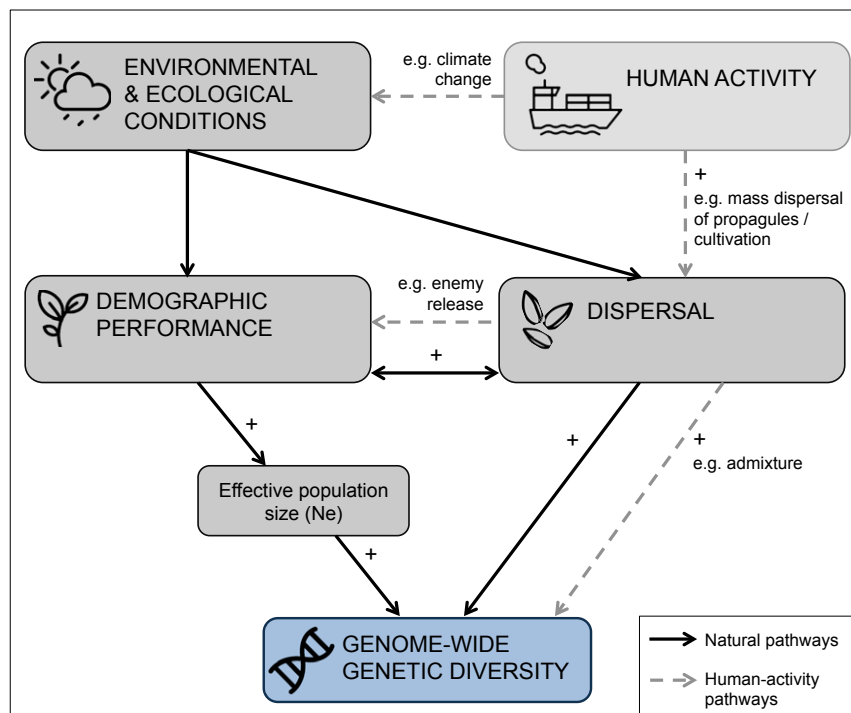 ENVIRONMENTAL
& ECOLOGICAL
CONDITIONS
e.g. climate
change
HUMAN ACTIVITY
+
e.g. mass dispersal
of propagules /
cultivation
DEMOGRAPHIC
PERFORMANCE
e.g. enemy
release
DISPERSAL
+
+
Effective population
size (Ne)
+
+
+
e.g. admixture
GENOME-WIDE
GENETIC DIVERSITY
Natural pathways
Human-activity
pathways